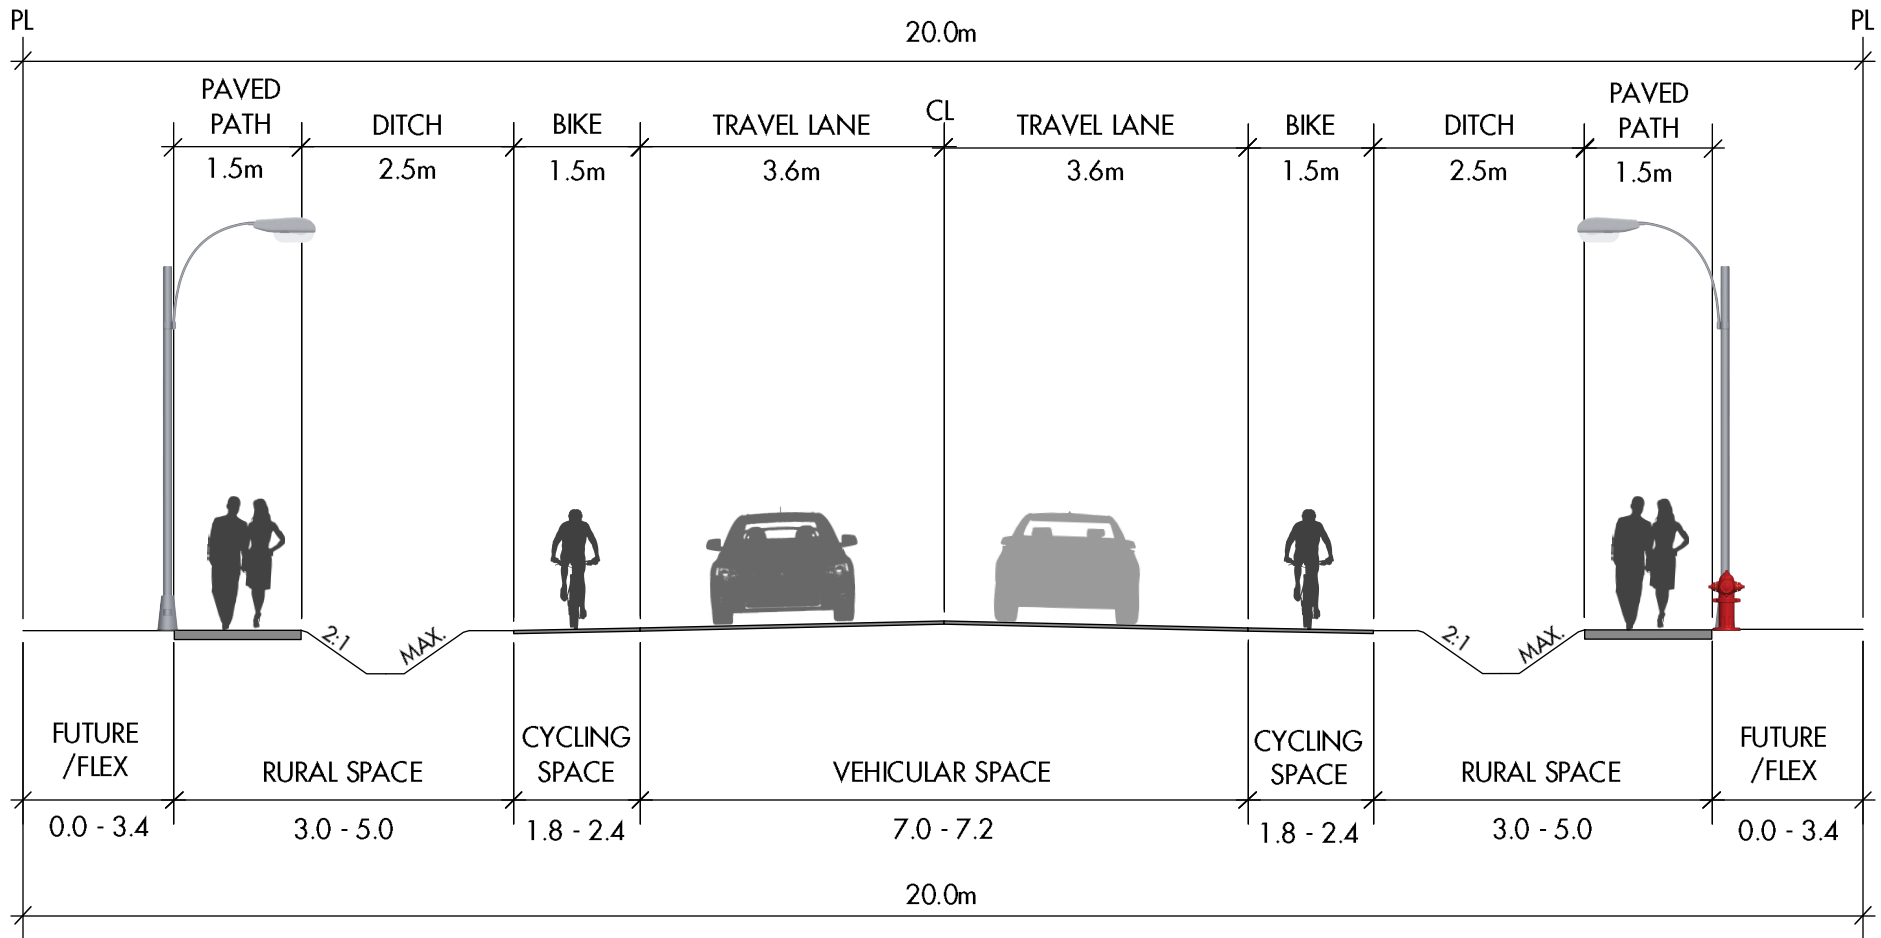 PL
20.0m
PL
PAVED
PATH
1.5m
DITCH
2.5m
BIKE
1.5m
TRAVEL LANE
3.6m
CL
TRAVEL LANE
3.6m
BIKE
1.5m
DITCH
2.5m
PAVED
PATH
1.5m
2:1
MAX.
2:1
MAX.
FUTURE
/FLEX
0.0 - 3.4
RURAL SPACE
3.0 - 5.0
CYCLING
SPACE
1.8 - 2.4
VEHICULAR SPACE
7.0 - 7.2
CYCLING
SPACE
1.8 - 2.4
RURAL SPACE
3.0 - 5.0
FUTURE
/FLEX
0.0 - 3.4
20.0m